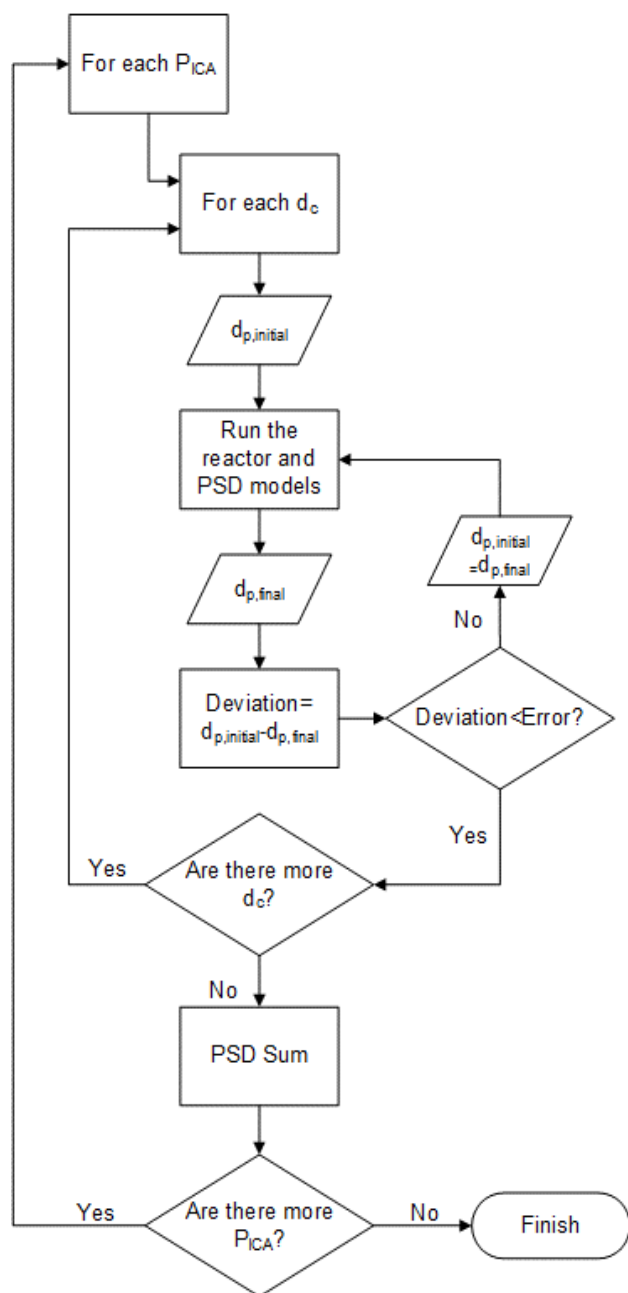 For each P_ICA
For each d_c
d_p,initial
Run the
reactor and
PSD models
d_p,initial
=d_p,final
d_p,final
No
Deviation=
d_p,initial-d_p,final
Deviation<Error?
Yes
Yes
Are there more
d_c?
No
PSD Sum
Yes
Are there more
P_ICA?
No
Finish